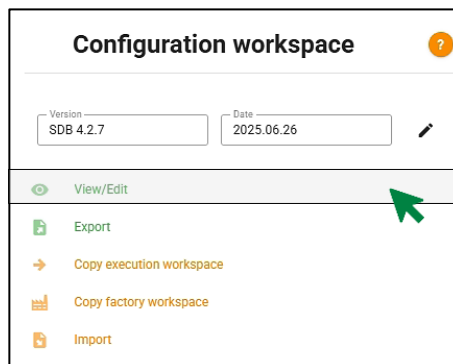 Configuration workspace
?
Version
SDB 4.2.7
Date
2025.06.26
View/Edit
Export
Copy execution workspace
Copy factory workspace
Import